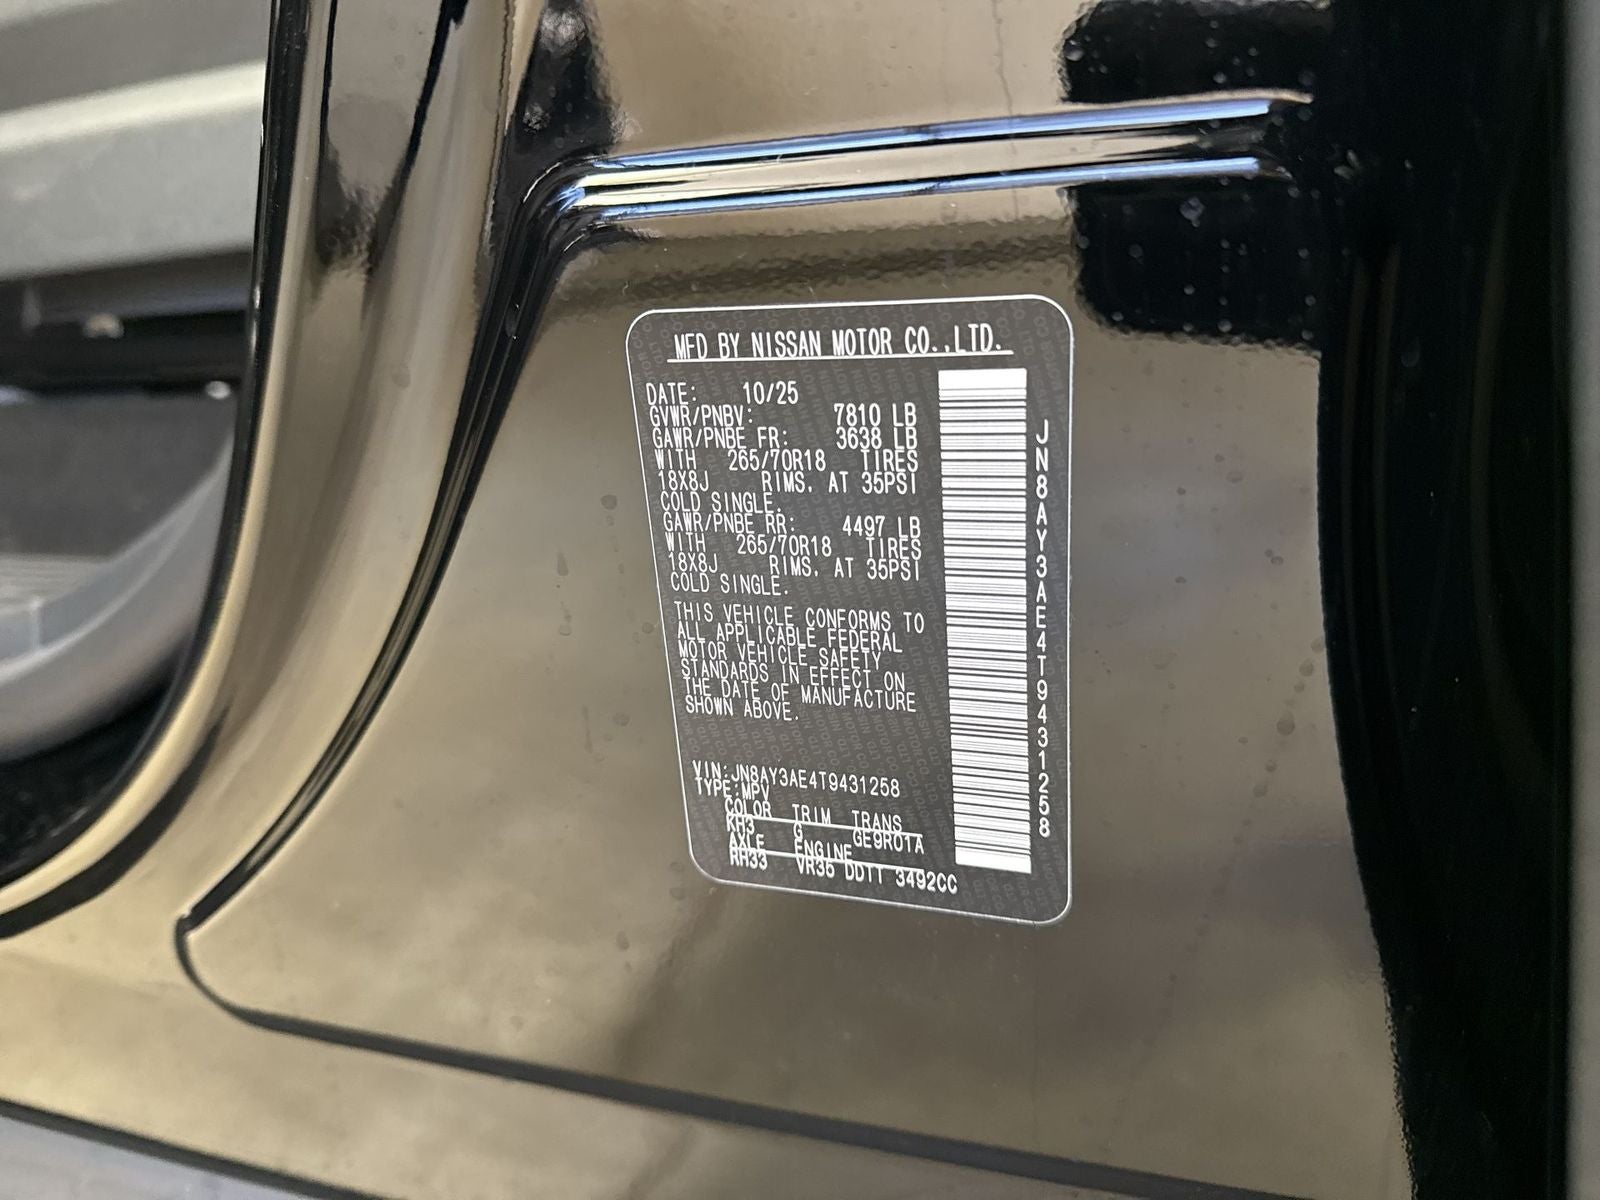 MFD BY NISSAN MOTOR CO.,LTD.
DATE: 10/25
GVWR/PNBV: 7810 LB
GAWR/PNBE FR: 3638 LB
WITH 265/70R18 TIRES
18X8J RIMS, AT 35PSI
COLD SINGLE.
GAWR/PNBE RR: 4497 LB
WITH 265/70R18 TIRES
18X8J RIMS, AT 35PSI
COLD SINGLE.
THIS VEHICLE CONFORMS TO
ALL APPLICABLE FEDERAL
MOTOR VEHICLE SAFETY
STANDARDS IN EFFECT ON
THE DATE OF MANUFACTURE
SHOWN ABOVE.
VIN:JN8AY3AE4T9431258
TYPE:MPV
COLOR TRIM TRANS
KH3 G GE9R01A
AXLE ENGINE
RH33 VR35 DDTT 3492CC
JN8AY3AE4T9431258